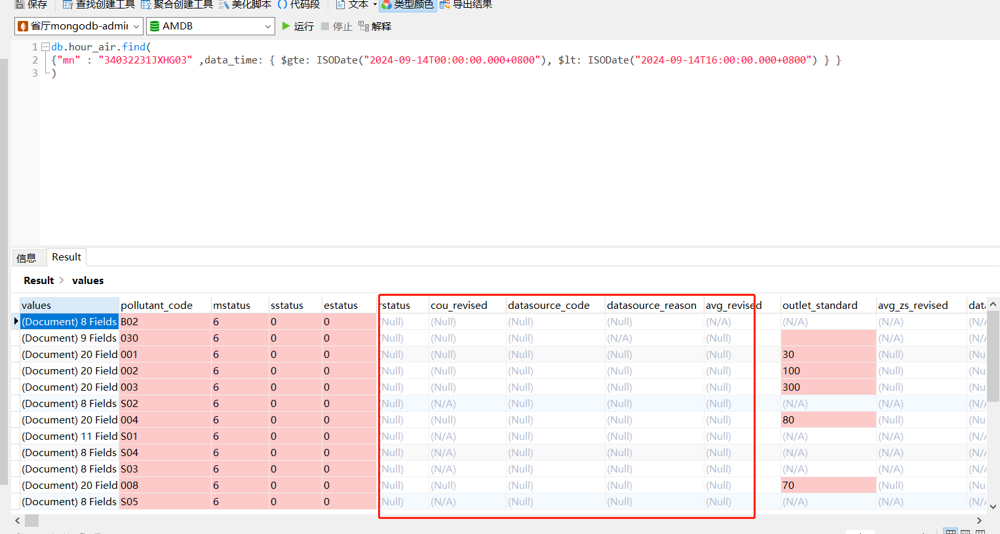 保存 查找创建工具 聚合创建工具 美化脚本 () 代码段 文本 类型颜色 导出结果
省厅mongodb-admir AMDB 运行 停止 解释
1 db.hour_air.find(
2 {"mn" : "34032231JXHG03" ,data_time: { $gte: ISODate("2024-09-14T00:00:00.000+0800"), $lt: ISODate("2024-09-14T16:00:00.000+0800") } }
3 )
信息 Result
Result > values
values pollutant_code mstatus sstatus estatus rstatus cou_revised datasource_code datasource_reason avg_revised outlet_standard avg_zs_revised data
(Document) 8 Fields B02 6 0 0 (Null) (Null) (Null) (Null) (N/A) (N/A) (N/A) (N/A
(Document) 9 Fields 030 6 0 0 (Null) (Null) (Null) (N/A) (Null) (N/A) (N/A
(Document) 20 Field 001 6 0 0 (Null) (Null) (Null) (Null) (Null) 30 (Null) (Nu
(Document) 20 Field 002 6 0 0 (Null) (Null) (Null) (Null) (Null) 100 (Null) (Nu
(Document) 20 Field 003 6 0 0 (Null) (Null) (Null) (Null) (Null) 300 (Null) (Nu
(Document) 8 Fields S02 6 0 0 (Null) (N/A) (Null) (Null) (Null) (N/A) (N/A) (N/A
(Document) 20 Field 004 6 0 0 (Null) (Null) (Null) (Null) (Null) 80 (Null) (Nu
(Document) 11 Field S01 6 0 0 (Null) (N/A) (Null) (Null) (Null) (N/A) (N/A) (N/A
(Document) 8 Fields S04 6 0 0 (Null) (N/A) (Null) (Null) (Null) (N/A) (N/A) (N/A
(Document) 8 Fields S03 6 0 0 (Null) (N/A) (Null) (Null) (Null) (N/A) (N/A) (N/A
(Document) 20 Field 008 6 0 0 (Null) (Null) (Null) (Null) (Null) 70 (Null) (Nu
(Document) 8 Fields S05 6 0 0 (Null) (N/A) (Null) (Null) (Null) (N/A) (N/A) (N/A